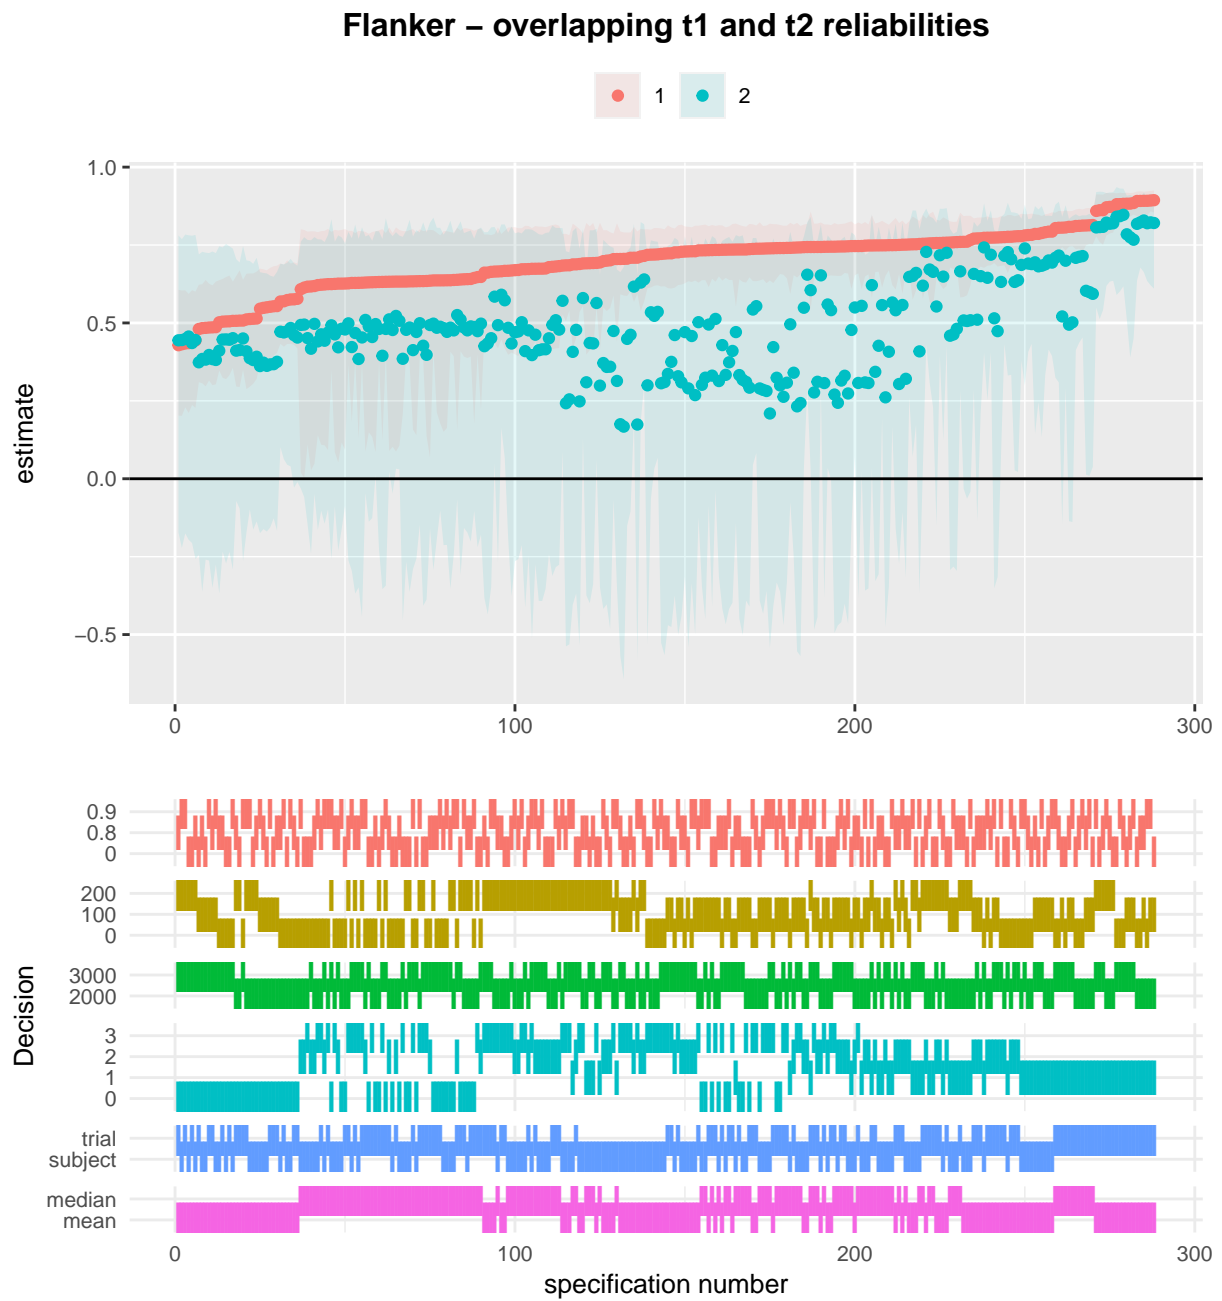 Flanker – overlapping t1 and t2 reliabilities
1 2
estimate
1.0
0.5
0.0
−0.5
0 100 200 300
Decision
0.9
0.8
0
200
100
0
3000
2000
3
2
1
0
trial
subject
median
mean
0 100 200 300
specification number